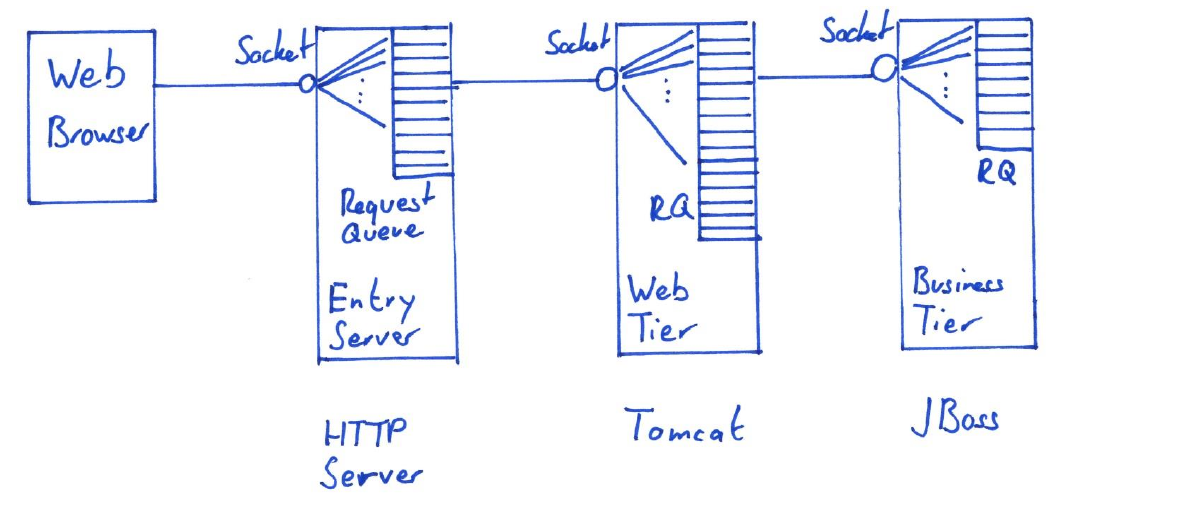 Web
Browser
Socket
Request
Queue
Entry
Server
HTTP
Server
Socket
RQ
Web
Tier
Tomcat
Socket
RQ
Business
Tier
JBoss